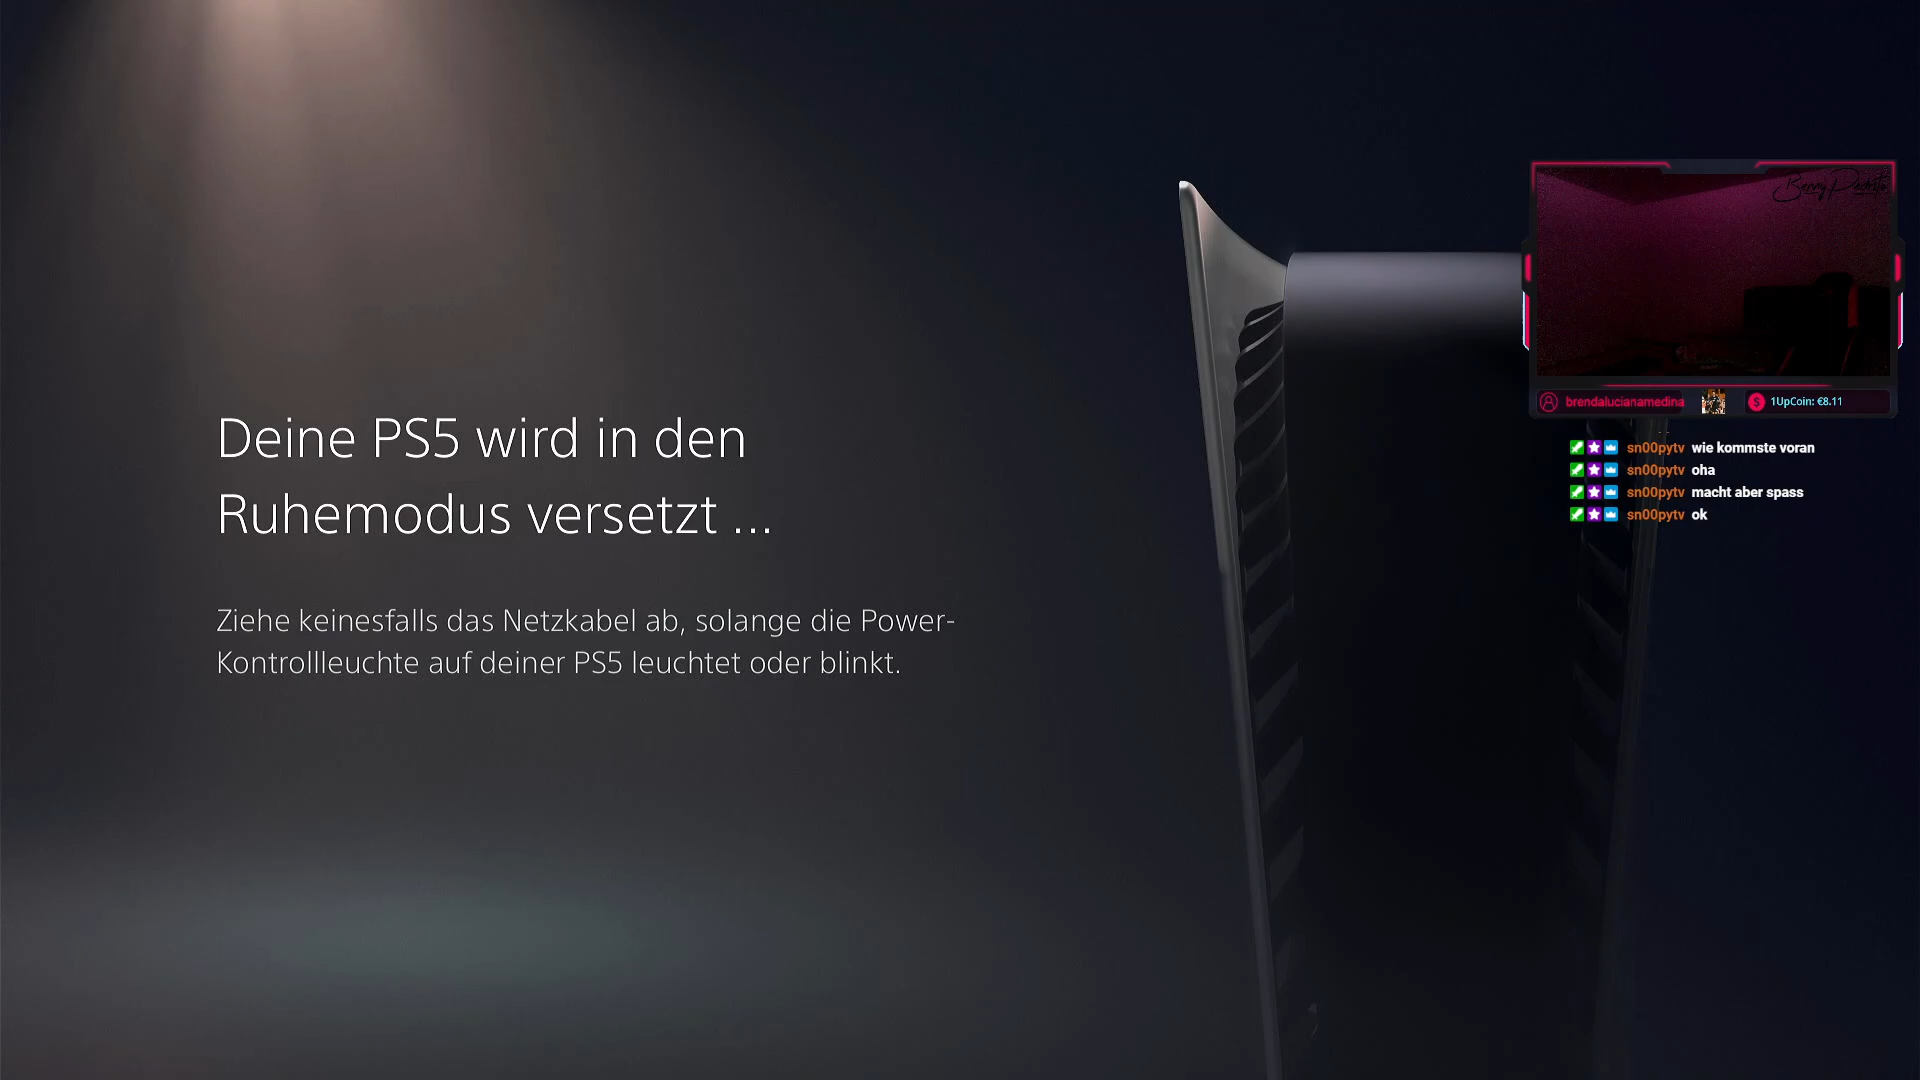 Deine PS5 wird in den
Ruhemodus versetzt ...
Ziehe keinesfalls das Netzkabel ab, solange die Power-
Kontrollleuchte auf deiner PS5 leuchtet oder blinkt.
brendalucianamedina
1UpCoin: €8.11
sn00pytv wie kommste voran
sn00pytv oha
sn00pytv macht aber spass
sn00pytv ok